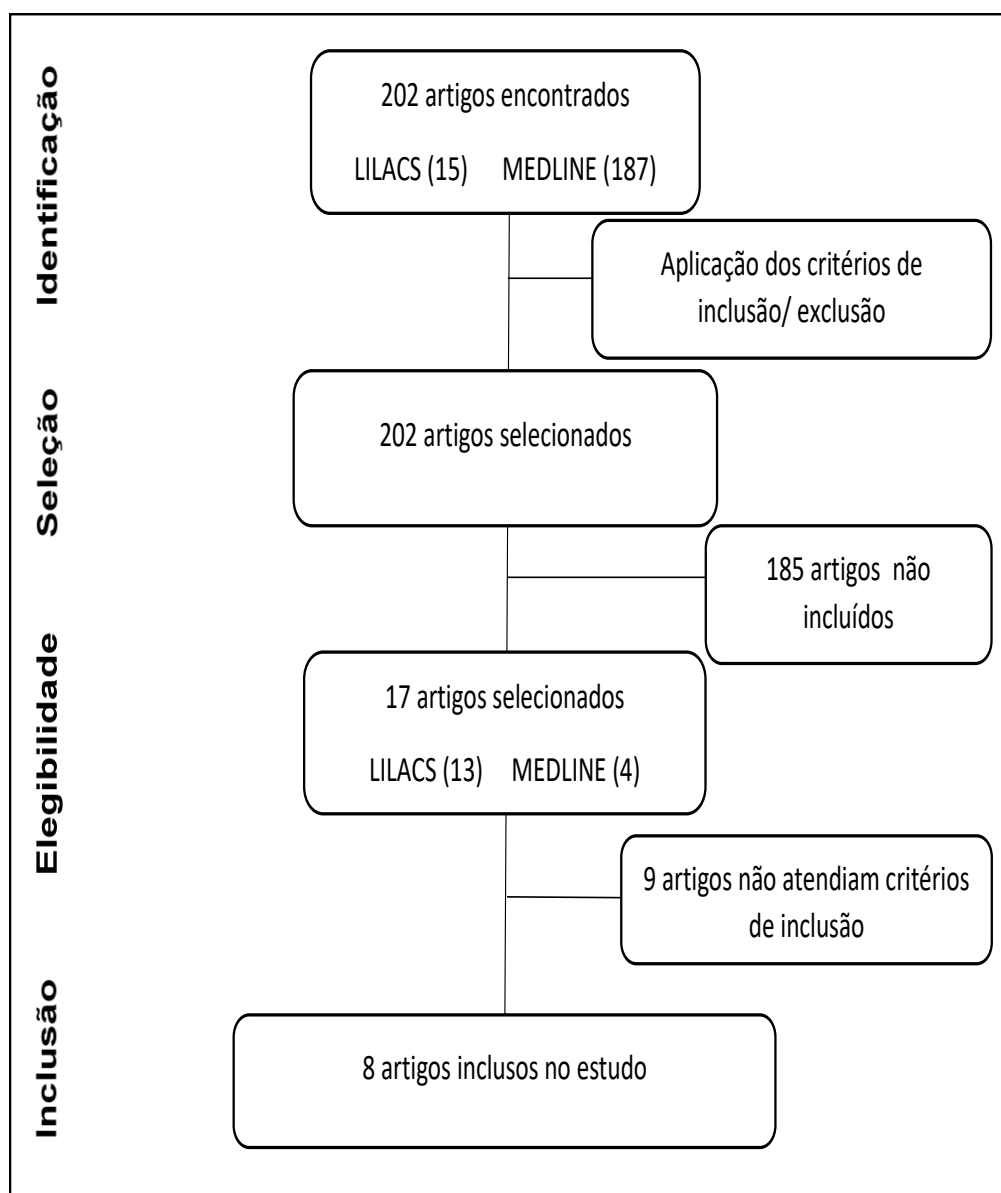 Identificação
202 artigos encontrados
LILACS (15) MEDLINE (187)
Aplicação dos critérios de
inclusão/ exclusão
Seleção
202 artigos selecionados
185 artigos não
incluídos
Elegibilidade
17 artigos selecionados
LILACS (13) MEDLINE (4)
9 artigos não atendiam critérios
de inclusão
Inclusão
8 artigos inclusos no estudo